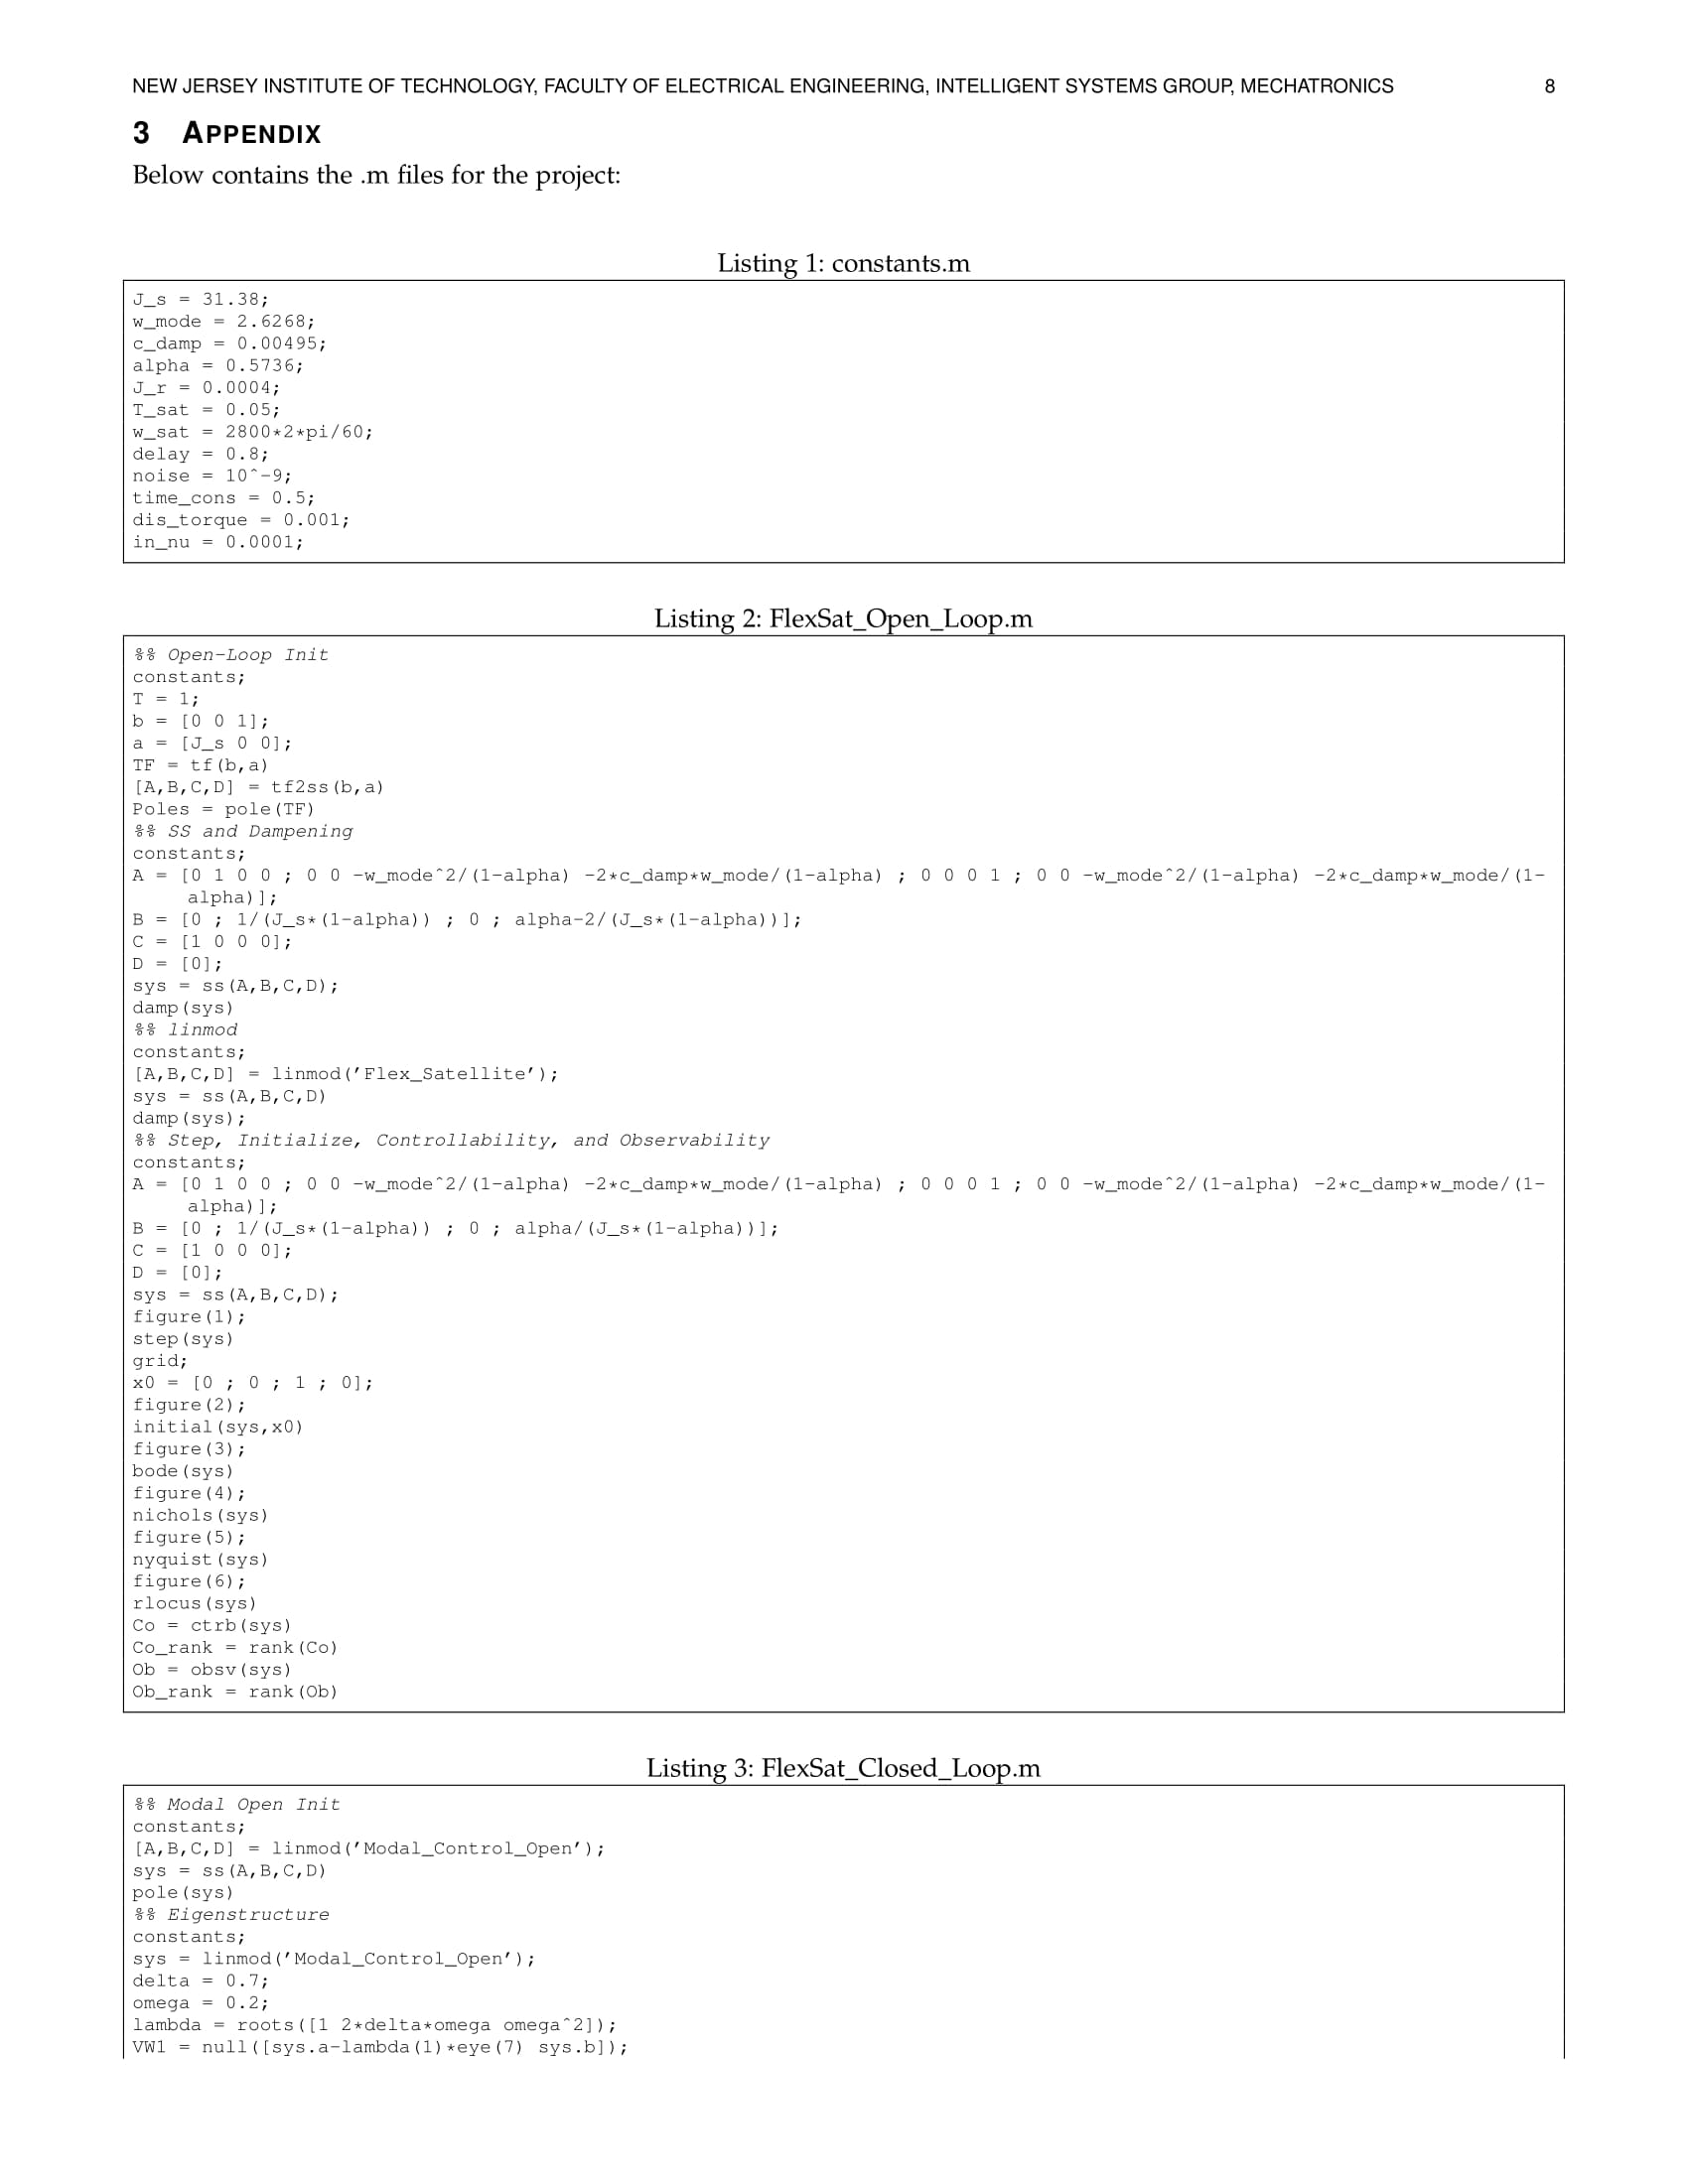 NEW JERSEY INSTITUTE OF TECHNOLOGY, FACULTY OF ELECTRICAL ENGINEERING, INTELLIGENT SYSTEMS GROUP, MECHATRONICS 8
3 APPENDIX
Below contains the .m files for the project:
Listing 1: constants.m
J_s = 31.38;
w_mode = 2.6268;
c_damp = 0.00495;
alpha = 0.5736;
J_r = 0.0004;
T_sat = 0.05;
w_sat = 2800*2*pi/60;
delay = 0.8;
noise = 10^-9;
time_cons = 0.5;
dis_torque = 0.001;
in_nu = 0.0001;
Listing 2: FlexSat_Open_Loop.m
%% Open-Loop Init
constants;
T = 1;
b = [0 0 1];
a = [J_s 0 0];
TF = tf(b,a)
[A,B,C,D] = tf2ss(b,a)
Poles = pole(TF)
%% SS and Dampening
constants;
A = [0 1 0 0 ; 0 0 -w_mode^2/(1-alpha) -2*c_damp*w_mode/(1-alpha) ; 0 0 0 1 ; 0 0 -w_mode^2/(1-alpha) -2*c_damp*w_mode/(1-
alpha)];
B = [0 ; 1/(J_s*(1-alpha)) ; 0 ; alpha-2/(J_s*(1-alpha))];
C = [1 0 0 0];
D = [0];
sys = ss(A,B,C,D);
damp(sys)
%% linmod
constants;
[A,B,C,D] = linmod('Flex_Satellite');
sys = ss(A,B,C,D)
damp(sys);
%% Step, Initialize, Controllability, and Observability
constants;
A = [0 1 0 0 ; 0 0 -w_mode^2/(1-alpha) -2*c_damp*w_mode/(1-alpha) ; 0 0 0 1 ; 0 0 -w_mode^2/(1-alpha) -2*c_damp*w_mode/(1-
alpha)];
B = [0 ; 1/(J_s*(1-alpha)) ; 0 ; alpha/(J_s*(1-alpha))];
C = [1 0 0 0];
D = [0];
sys = ss(A,B,C,D);
figure(1);
step(sys)
grid;
x0 = [0 ; 0 ; 1 ; 0];
figure(2);
initial(sys,x0)
figure(3);
bode(sys)
figure(4);
nichols(sys)
figure(5);
nyquist(sys)
figure(6);
rlocus(sys)
Co = ctrb(sys)
Co_rank = rank(Co)
Ob = obsv(sys)
Ob_rank = rank(Ob)
Listing 3: FlexSat_Closed_Loop.m
%% Modal Open Init
constants;
[A,B,C,D] = linmod('Modal_Control_Open');
sys = ss(A,B,C,D)
pole(sys)
%% Eigenstructure
constants;
sys = linmod('Modal_Control_Open');
delta = 0.7;
omega = 0.2;
lambda = roots([1 2*delta*omega omega^2]);
VW1 = null([sys.a-lambda(1)*eye(7) sys.b]);